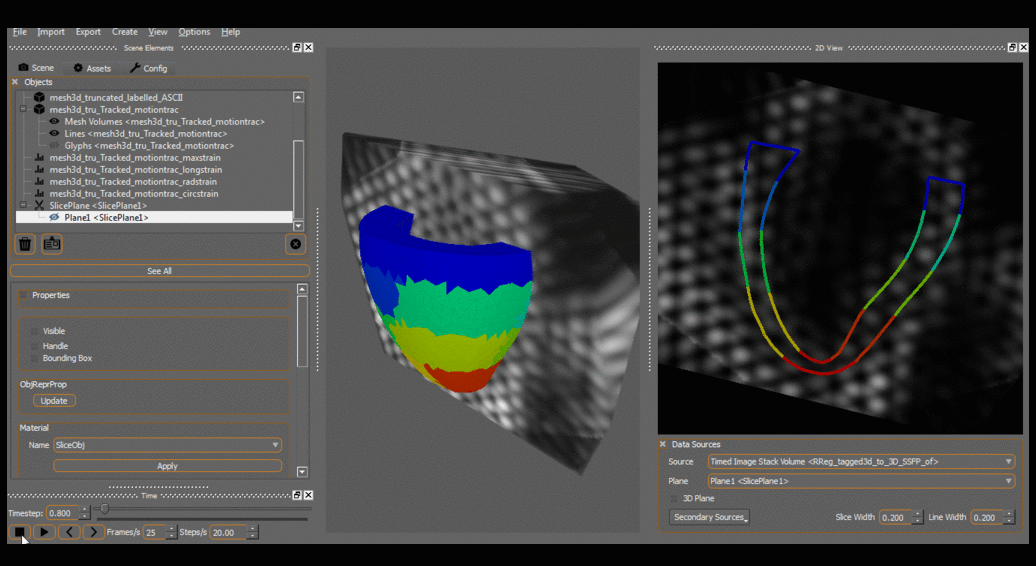 File Import Export Create View Options Help
Scene Elements
Scene Assets Config
Objects
mesh3d_truncated_labelled_ASCII
mesh3d_tru_Tracked_motiontrac
Mesh Volumes <mesh3d_tru_Tracked_motiontrac>
Lines <mesh3d_tru_Tracked_motiontrac>
Glyphs <mesh3d_tru_Tracked_motiontrac>
mesh3d_tru_Tracked_motiontrac_maxstrain
mesh3d_tru_Tracked_motiontrac_longstrain
mesh3d_tru_Tracked_motiontrac_radstrain
mesh3d_tru_Tracked_motiontrac_circstrain
SlicePlane <SlicePlane1>
Plane1 <SlicePlane1>
See All
Properties
Visible
Handle
Bounding Box
ObjReprProp
Update
Material
Name SliceObj
Apply
Time
Timestep: 0.800
Frames/s 25 Steps/s 20.00
2D View
Data Sources
Source Timed Image Stack Volume <RReg_tagged3d_to_3D_SSFP_of>
Plane Plane1 <SlicePlane1>
3D Plane
Secondary Sources Slice Width 0.200 Line Width 0.200